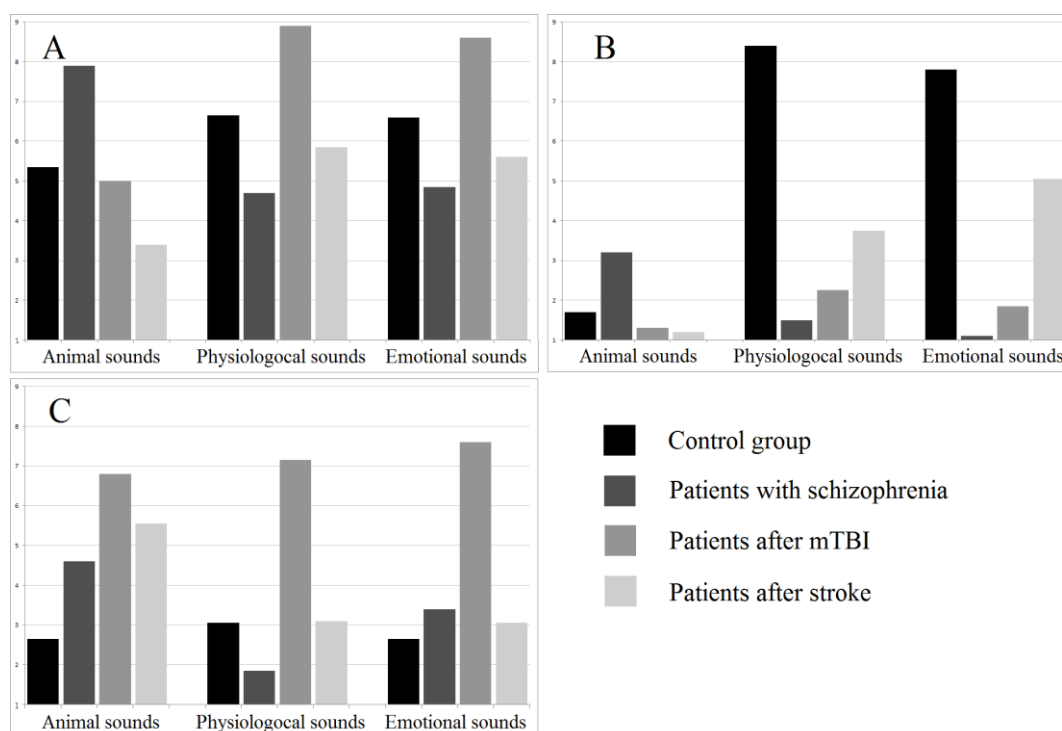 A
9
8
7
6
5
4
3
2
1
Animal sounds Physiologocal sounds Emotional sounds
B
9
8
7
6
5
4
3
2
1
Animal sounds Physiologocal sounds Emotional sounds
C
9
8
7
6
5
4
3
2
1
Animal sounds Physiologocal sounds Emotional sounds
Control group
Patients with schizophrenia
Patients after mTBI
Patients after stroke